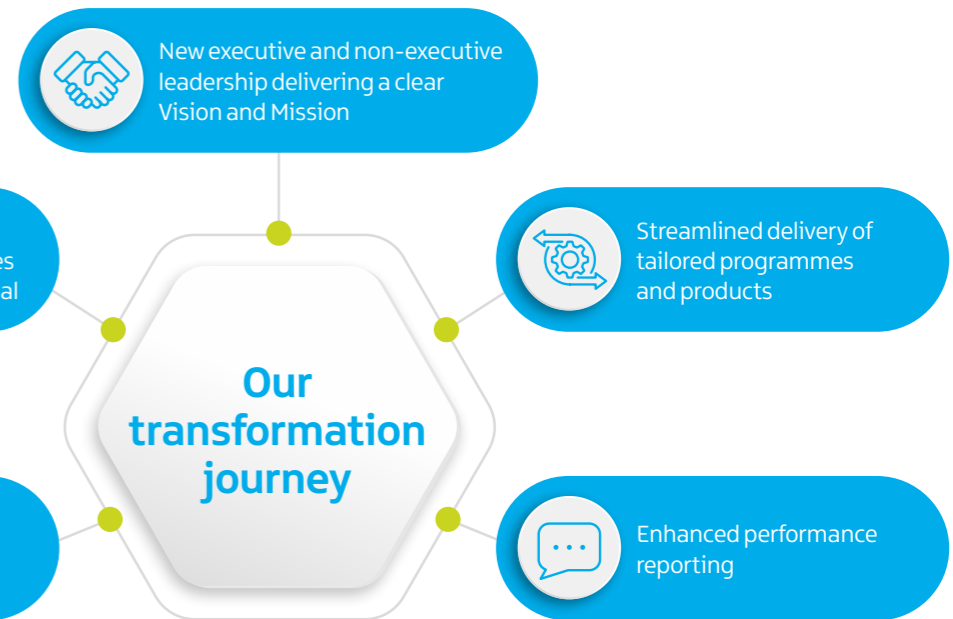 New executive and non-executive
leadership delivering a clear
Vision and Mission
Streamlined delivery of
tailored programmes
and products
Our
transformation
journey
Enhanced performance
reporting